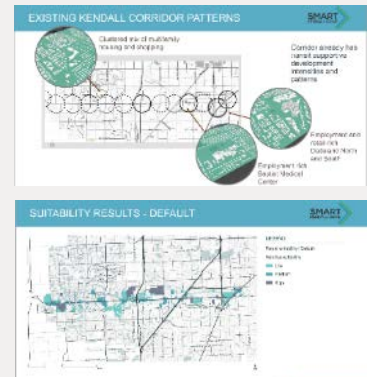 EXISTING KENDALL CORRIDOR PATTERNS
SMART
Clustered mix of multifamily
housing and shopping
Corridor already has
transit supportive
development
intensities and
patterns
Employment and
retail rich
Dadeland North
and South
Employment rich
Baptist Medical
Center
SUITABILITY RESULTS - DEFAULT
SMART
Low
Medium
High